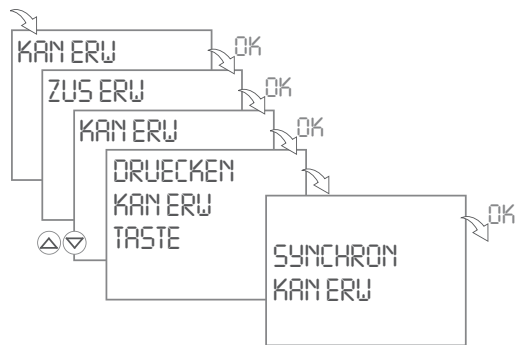 KAN ERW
OK
ZUS ERW
OK
KAN ERW
OK
DRUECKEN
KAN ERW
TASTE
OK
SYNCHRON
KAN ERW